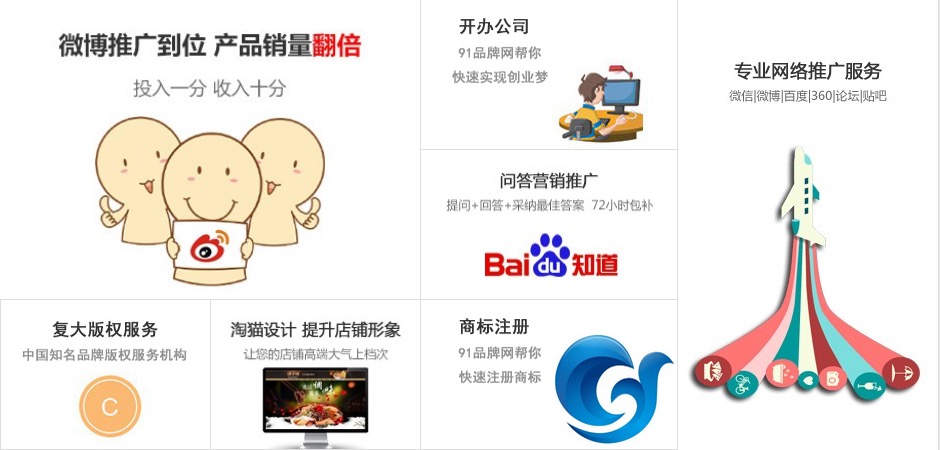 微博推广到位 产品销量翻倍
投入一分 收入十分
开办公司
91品牌网帮你
快速实现创业梦
问答营销推广
提问+回答+采纳最佳答案 72小时包补
Bai du 知道
专业网络推广服务
微信|微博|百度|360|论坛|贴吧
复大版权服务
中国知名品牌版权服务机构
C
淘猫设计 提升店铺形象
让您的店铺高端大气上档次
调味
商标注册
91品牌网帮你
快速注册商标